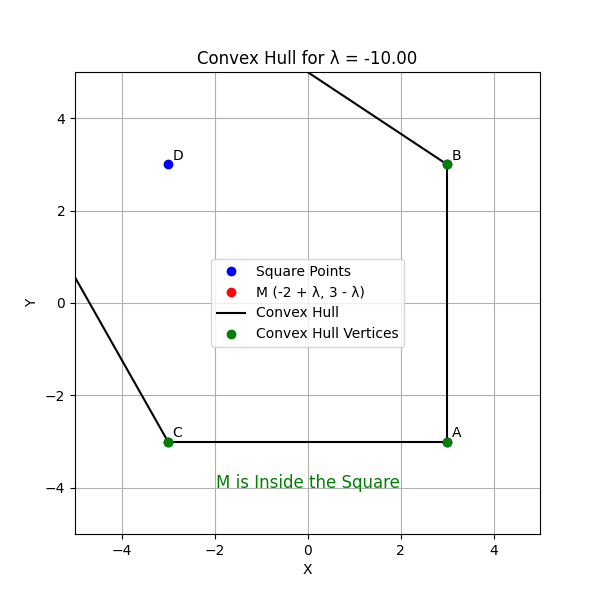 Convex Hull for λ = -10.00
4
2
0
−2
−4
Y
D
B
Square Points
M (-2 + λ, 3 - λ)
Convex Hull
Convex Hull Vertices
C
A
M is Inside the Square
−4
−2
0
2
4
X